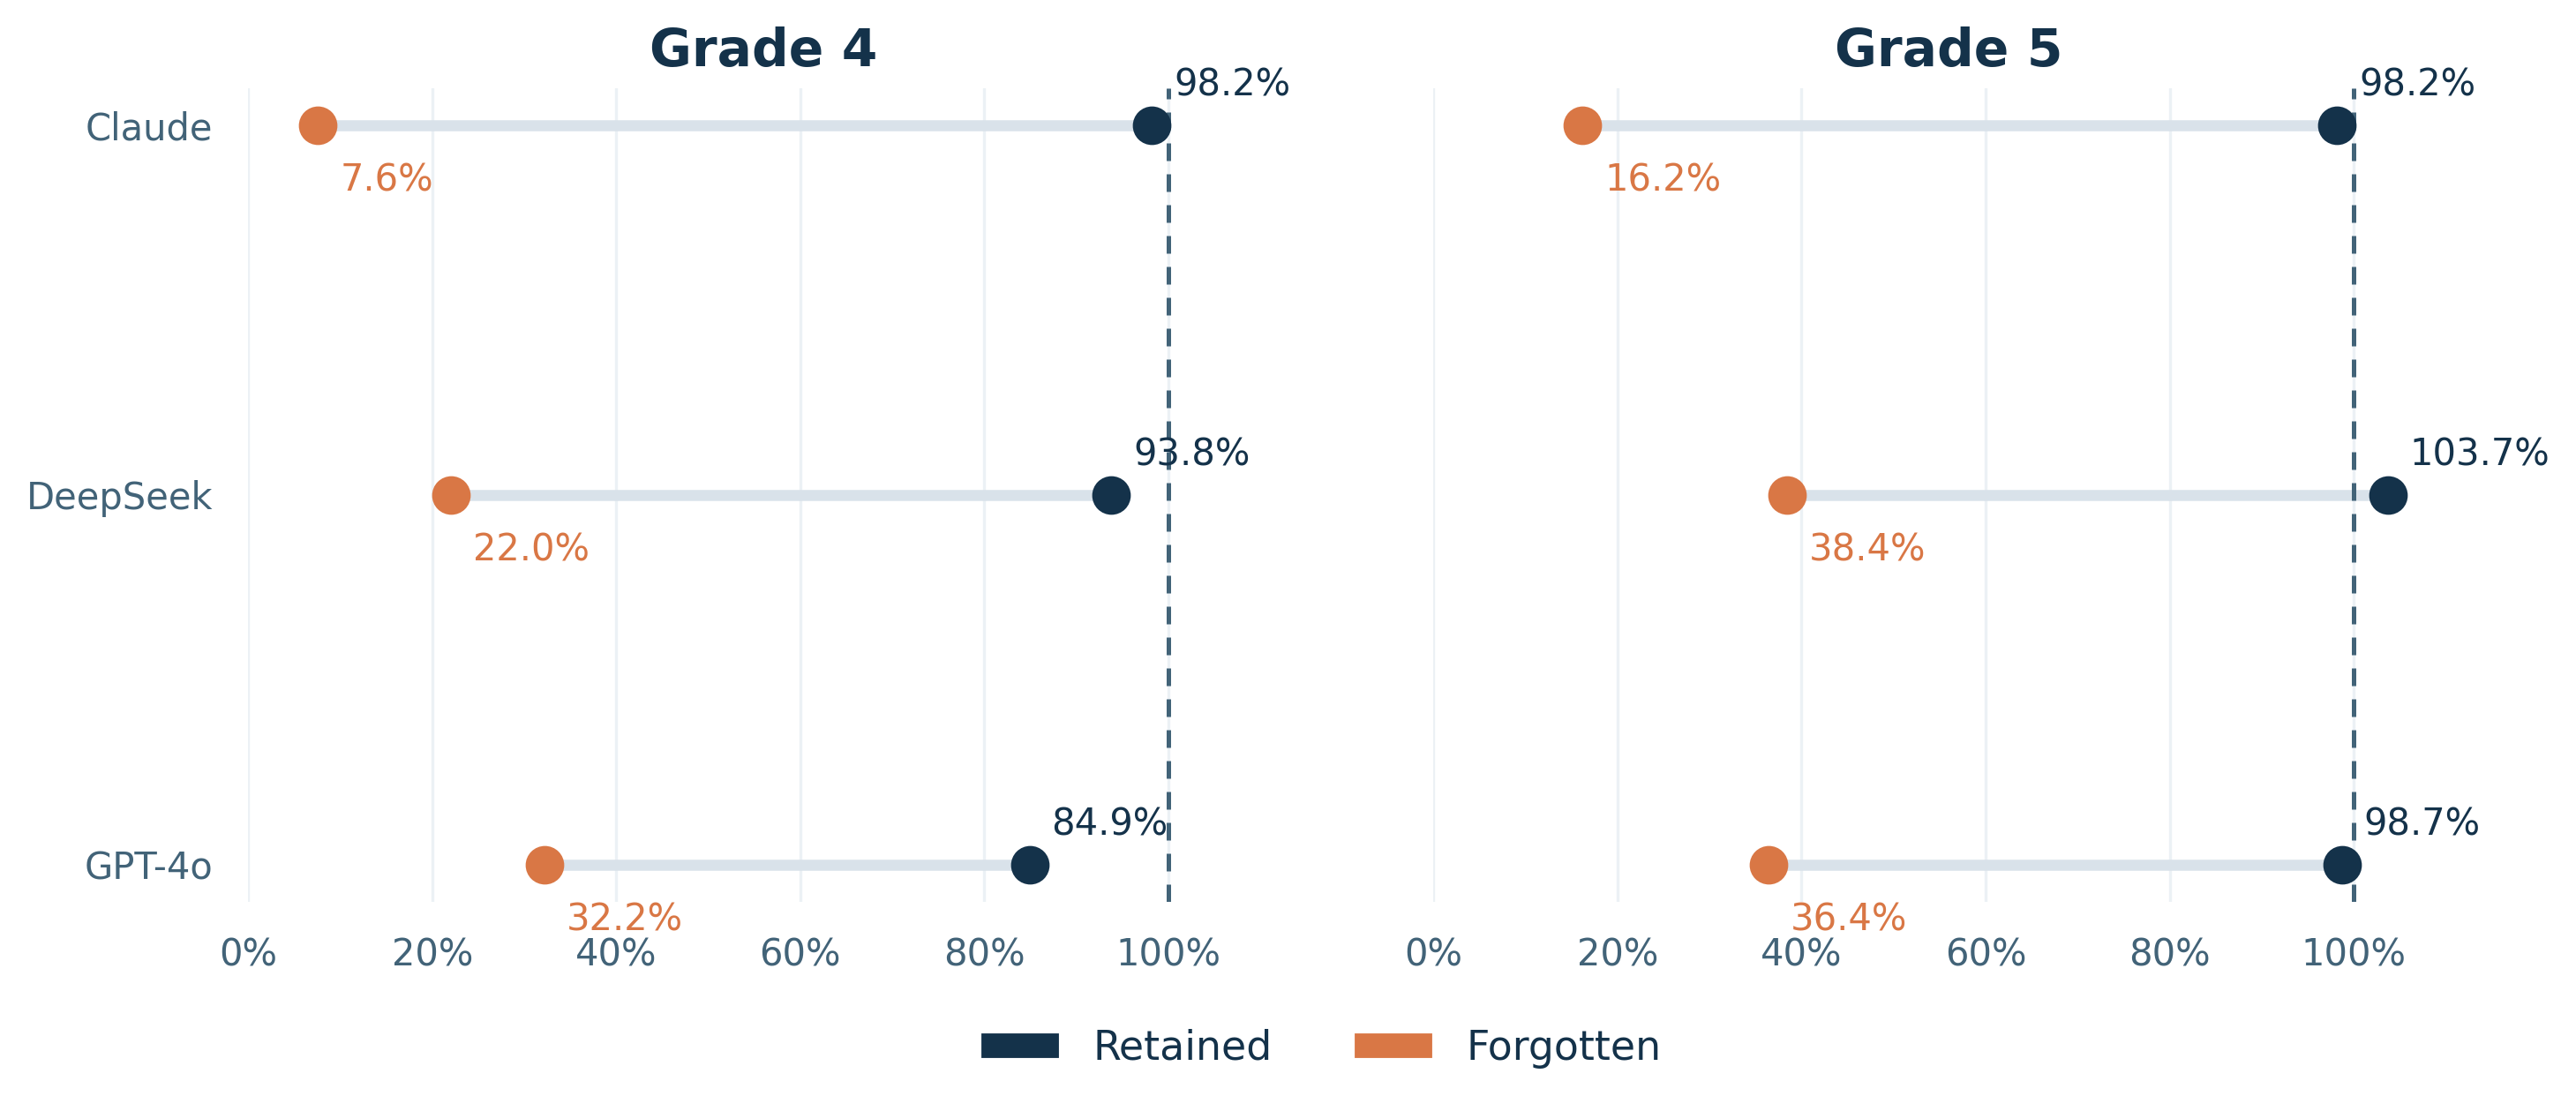 Grade 4
Grade 5
98.2%
98.2%
Claude
7.6%
16.2%
93.8%
103.7%
DeepSeek
22.0%
38.4%
84.9%
98.7%
GPT-4o
32.2%
36.4%
0% 20% 40% 60% 80% 100%
0% 20% 40% 60% 80% 100%
Retained
Forgotten